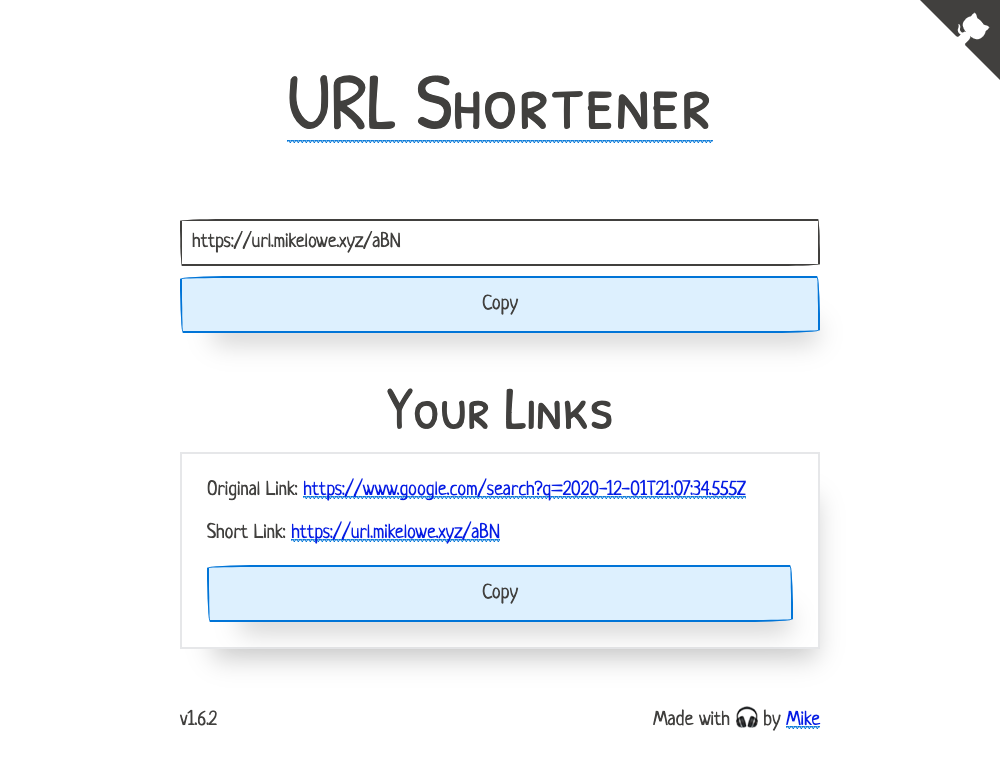 URL Shortener
https://url.mikelowe.xyz/aBN
Copy
Your Links
Original Link: https://www.google.com/search?q=2020-12-01T21:07:34.555Z
Short Link: https://url.mikelowe.xyz/aBN
Copy
v1.6.2
Made with 🎧 by Mike